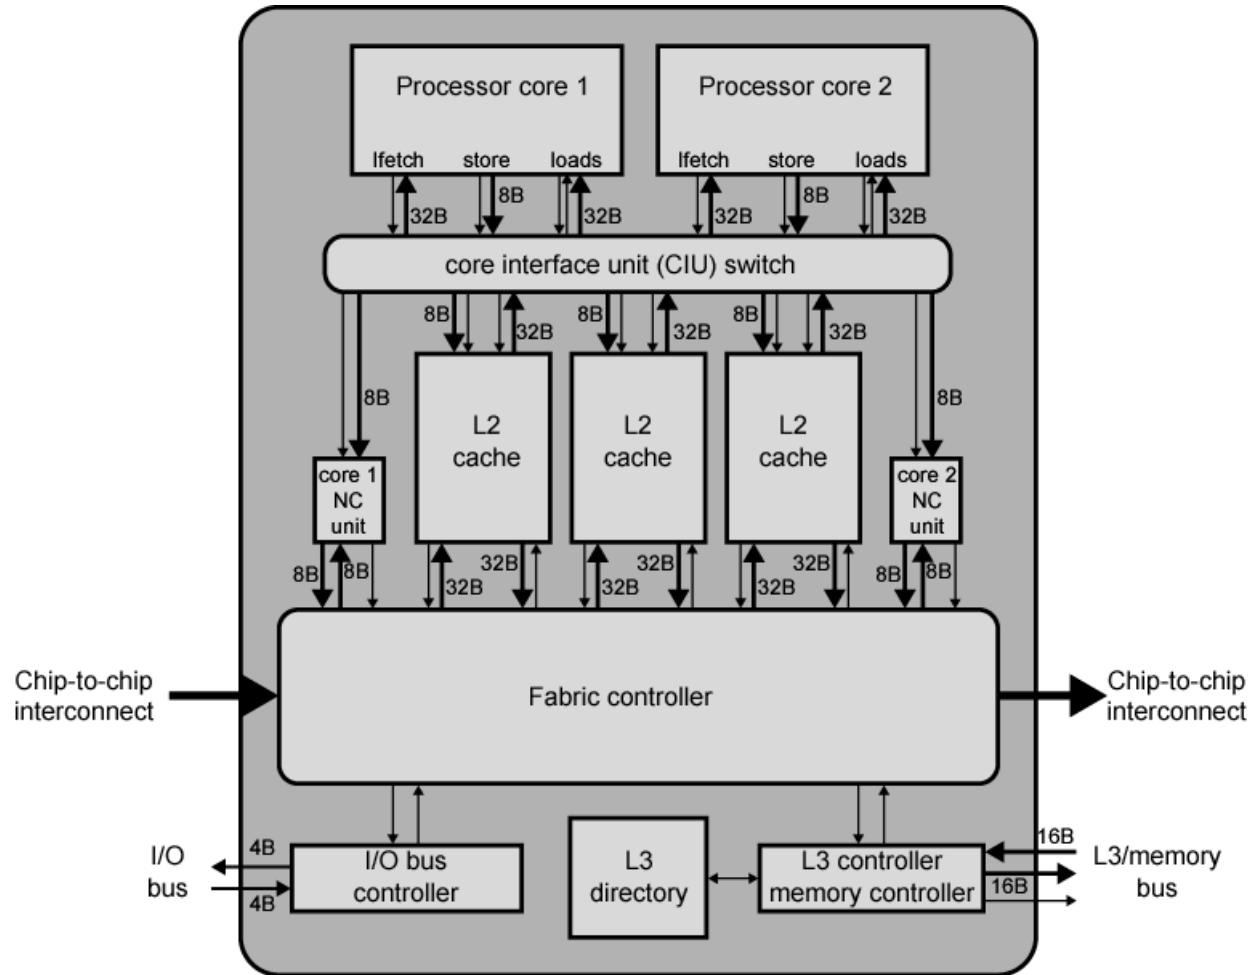 Processor core 1
Processor core 2
Ifetch store loads
Ifetch store loads
8B
8B
32B
32B
32B
32B
core interface unit (CIU) switch
8B
32B
8B
32B
8B
32B
8B
8B
L2
cache
L2
cache
L2
cache
core 1
NC
unit
core 2
NC
unit
8B
8B
32B
32B
32B
32B
32B
32B
8B
8B
Chip-to-chip
interconnect
Fabric controller
Chip-to-chip
interconnect
I/O
bus
4B
4B
I/O bus
controller
L3
directory
L3 controller
memory controller
16B
16B
L3/memory
bus